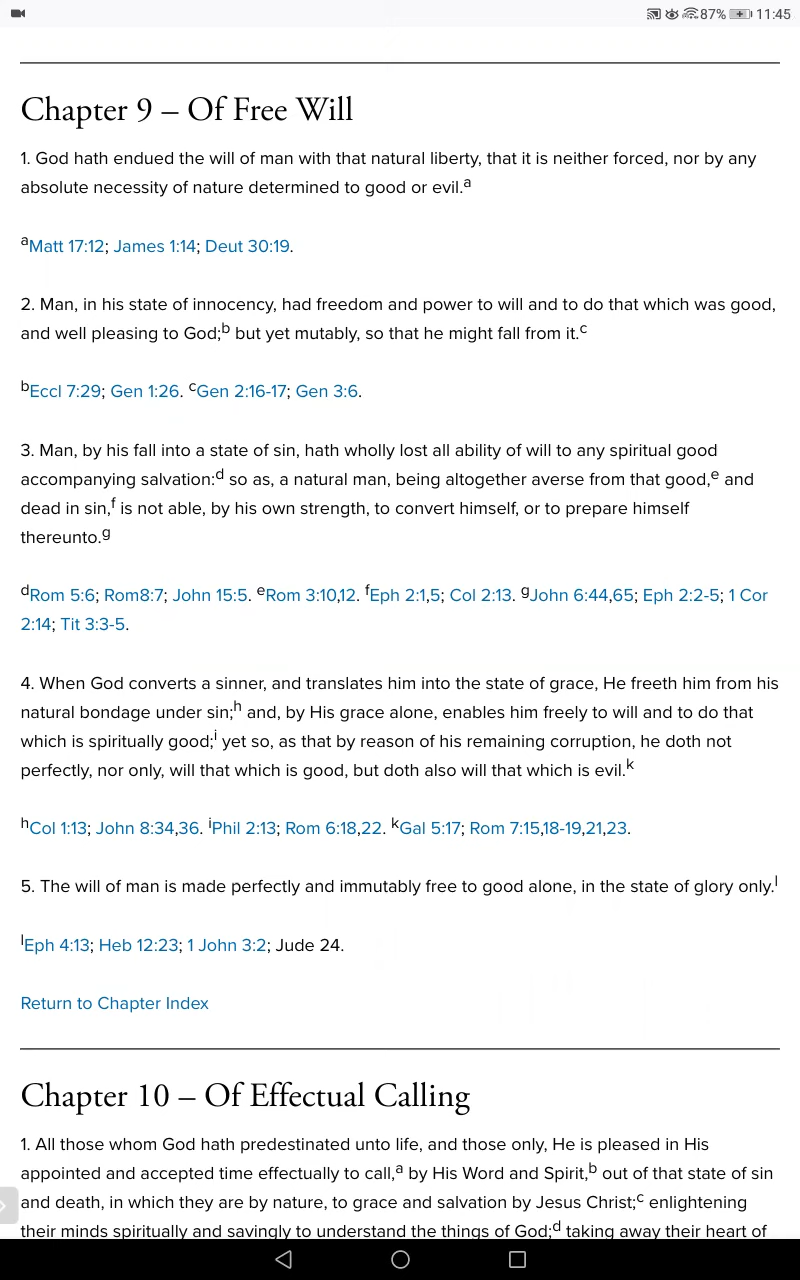 87% 11:45
Chapter 9 – Of Free Will
1. God hath endued the will of man with that natural liberty, that it is neither forced, nor by any
absolute necessity of nature determined to good or evil.a
aMatt 17:12; James 1:14; Deut 30:19.
2. Man, in his state of innocency, had freedom and power to will and to do that which was good,
and well pleasing to God;b but yet mutably, so that he might fall from it.c
bEccl 7:29; Gen 1:26. cGen 2:16-17; Gen 3:6.
3. Man, by his fall into a state of sin, hath wholly lost all ability of will to any spiritual good
accompanying salvation:d so as, a natural man, being altogether averse from that good,e and
dead in sin,f is not able, by his own strength, to convert himself, or to prepare himself
thereunto.g
dRom 5:6; Rom8:7; John 15:5. eRom 3:10,12. fEph 2:1,5; Col 2:13. gJohn 6:44,65; Eph 2:2-5; 1 Cor
2:14; Tit 3:3-5.
4. When God converts a sinner, and translates him into the state of grace, He freeth him from his
natural bondage under sin;h and, by His grace alone, enables him freely to will and to do that
which is spiritually good;i yet so, as that by reason of his remaining corruption, he doth not
perfectly, nor only, will that which is good, but doth also will that which is evil.k
hCol 1:13; John 8:34,36. iPhil 2:13; Rom 6:18,22. kGal 5:17; Rom 7:15,18-19,21,23.
5. The will of man is made perfectly and immutably free to good alone, in the state of glory only.l
lEph 4:13; Heb 12:23; 1 John 3:2; Jude 24.
Return to Chapter Index
Chapter 10 – Of Effectual Calling
1. All those whom God hath predestinated unto life, and those only, He is pleased in His
appointed and accepted time effectually to call,a by His Word and Spirit,b out of that state of sin
and death, in which they are by nature, to grace and salvation by Jesus Christ;c enlightening
their minds spiritually and savingly to understand the things of God;d taking away their heart of